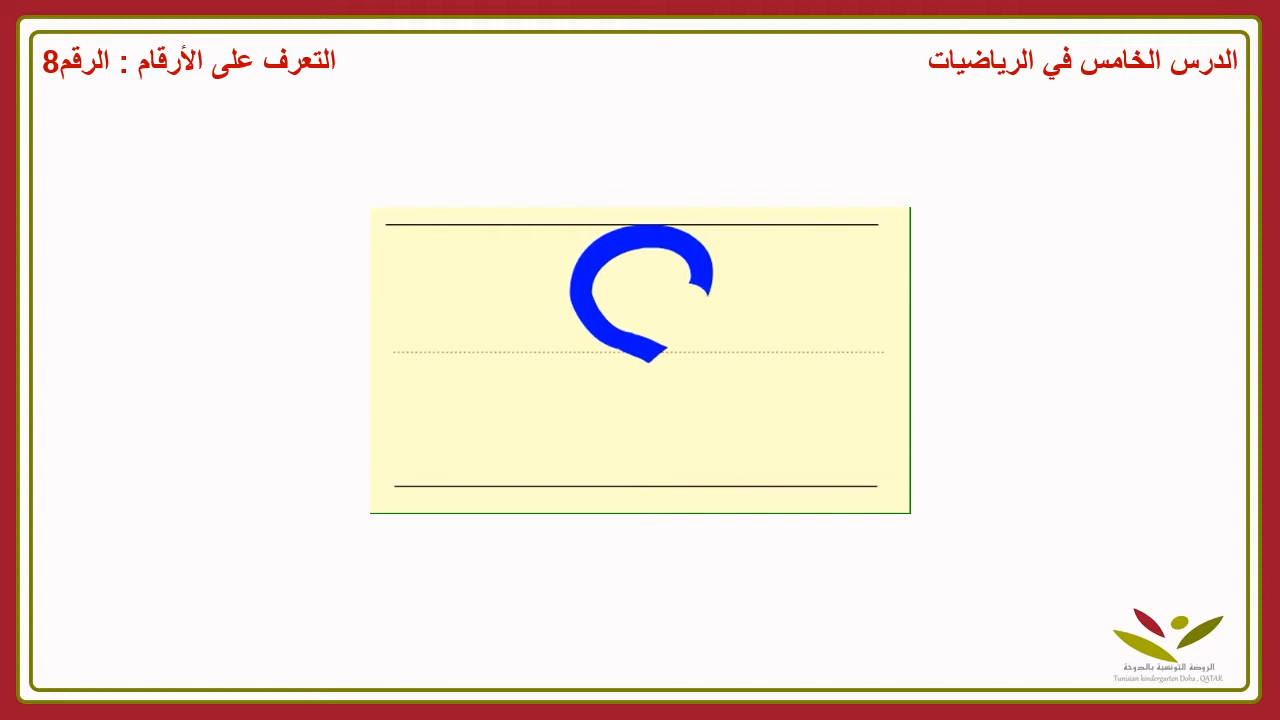 الدرس الخامس في الرياضيات
التعرف على الأرقام : الرقم8
الروضة التونسية بالدوحة
Tunisian kindergarten Doha , QATAR